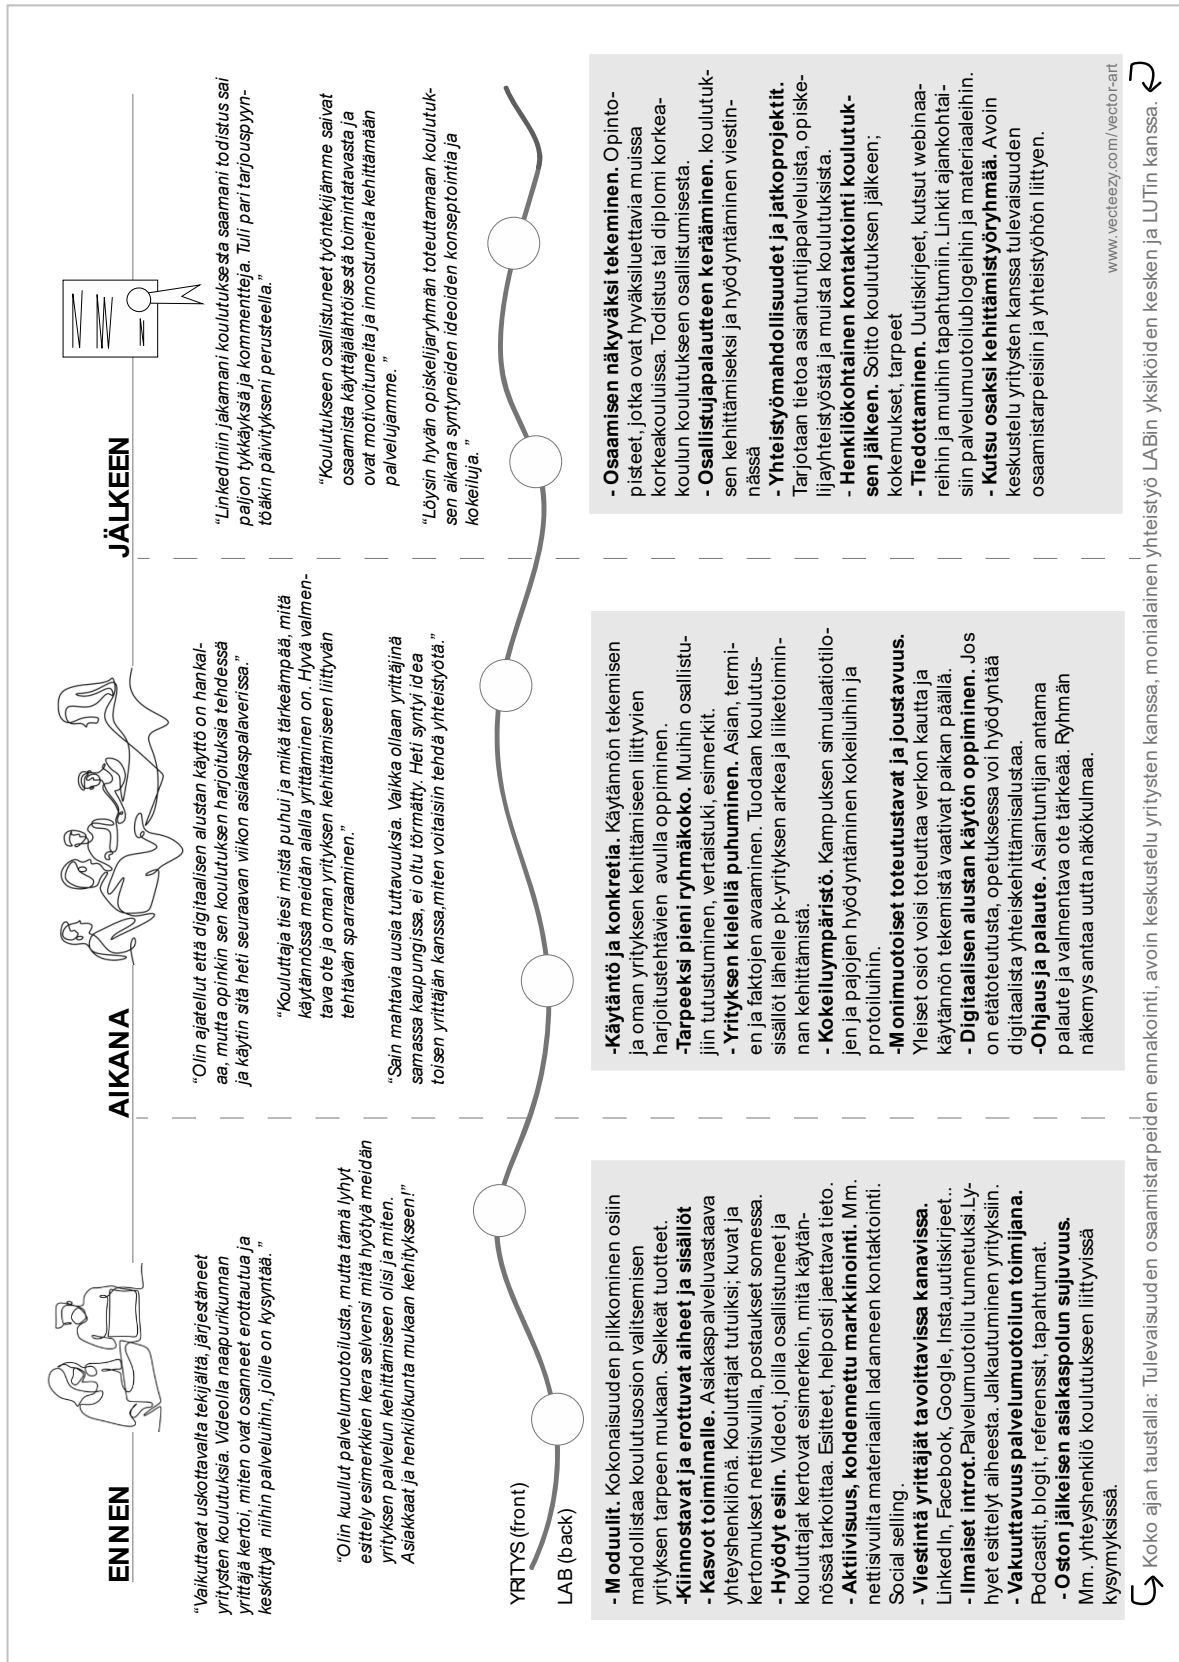 ENNEN
“Vaikuttavat uskottavalta tekijältä, järjestäneet
yritysten koulutuksia. Videolla naapurikunnan
yrittäjä kertoi, miten ovat osanneet erottautua ja
keskittyä niihin palveluihin, joille on kysyntää.”
“Olin kuullut palvelumuotoilusta, mutta tämä lyhyt
esittely esimerkkien kera selvensi mitä hyötyä meidän
yrityksen palvelun kehittämiseen olisi ja miten.
Asiakkaat ja henkilökunta mukaan kehitykseen!”
AIKANA
“Olin ajatellut että digitaalisen alustan käyttö on hankal-
aa, mutta opinkin sen koulutuksen harjoituksia tehdessä
ja käytin sitä heti seuraavan viikon asiakaspalaverissa.”
“Kouluttaja tiesi mistä puhui ja mikä tärkeämpää, mitä
käytännössä meidän alalla yrittäminen on. Hyvä valmen-
tava ote ja oman yrityksen kehittämiseen liittyvän
tehtävän sparraaminen.”
“Sain mahtavia uusia tuttavuuksia. Vaikka ollaan yrittäjinä
samassa kaupungissa, ei oltu törmätty. Heti syntyi idea
toisen yrittäjän kanssa,miten voitaisiin tehdä yhteistyötä.”
JÄLKEEN
“LinkedIniin jakamani koulutuksesta saamani todistus sai
paljon tykkäyksiä ja kommentteja. Tuli pari tarjouspyyn-
töäkin päivitykseni perusteella.”
“Koulutukseen osallistuneet työntekijämme saivat
osaamista käyttäjälääntöisestä toimintatavasta ja
ovat motivoituneita ja innostuneita kehittämään
palvelujamme.”
“Löysin hyvän opiskelijaryhmän toteuttamaan koulutuk-
sen aikana syntyneiden ideoiden konseptointia ja
kokeiluja.”
YRITYS (front)
LAB (back)
- Moduulit. Kokonaisuuden pilkkominen osiin
mahdollistaa koulutusosion valitsemisen
yrityksen tarpeen mukaan. Selkeät tuotteet.
-Kiinnostavat ja erottuvat aiheet ja sisällöt
- Kasvot toiminnalle. Asiakaspalveluvastaava
yhteyshenkilönä. Kouluttajat tutuiksi; kuvat ja
kertomukset nettisivuilla, postaukset somessa.
- Hyödyt esiin. Videot, joilla osallistuneet ja
kouluttajat kertovat esimerkein, mitä käytän-
nössä tarkoittaa. Esitteet, helposti jaettava tieto.
- Aktiivisuus, kohdennettu markkinointi. Mm.
nettisivuilta materiaalin ladanneen kontaktointi.
Social selling .
- Viestintä yrittäjät tavoittavissa kanavissa.
LinkedIn, Facebook, Google, Insta,uutiskirjeet..
- Ilmaiset introt.Palvelumuotoilu tunnetuksi.Ly-
hyet esittelyt aiheesta. Jalkautuminen yrityksiin.
- Vakuuttavuus palvelumuotoilun toimijana.
Podcastit, blogit, referenssit, tapahtumat.
- Oston jälkeisen asiakaspolun sujuvuus.
Mm. yhteyshenkilö koulutukseen liittyvissä
kysymyksissä.
-Käytäntö ja konkretia. Käytännön tekemisen
ja oman yrityksen kehittämiseen liittyvien
harjoitustehtävien avulla oppiminen.
-Tarpeeksi pieni ryhmäkoko. Muihin osallistu-
jiin tutustuminen, vertaistuki, esimerkit.
- Yrityksen kielellä puhuminen. Asian, termi-
en ja faktojen avaaminen. Tuodaan koulutus-
sisällöt lähelle pk-yrityksen arkea ja liiketoimin-
nan kehittämistä.
- Kokeiluympäristö. Kampuksen simulaatiotilo-
jen ja pajojen hyödyntäminen kokeiluihin ja
protoiluihin.
-Monimuotoiset toteutustavat ja joustavuus.
Yleiset osiot voisi toteuttaa verkon kautta ja
käytännön tekemistä vaativat paikan päällä.
- Digitaalisen alustan käytön oppiminen. Jos
on etätoteutusta, opetuksessa voi hyödyntää
digitaalista yhteiskehittämisalustaa.
-Ohjaus ja palaute. Asiantuntijan antama
palaute ja valmentava ote tärkeää. Ryhmän
näkemys antaa uutta näkökulmaa.
- Osaamisen näkyväksi tekeminen. Opinto-
pisteet, jotka ovat hyväksiluettavia muissa
korkeakouluissa. Todistus tai diplomi korkea-
koulun koulutukseen osallistumisesta.
- Osallistujapalautteen kerääminen. koulutuk-
sen kehittämiseksi ja hyödyntäminen viestin-
nässä
- Yhteistyömahdollisuudet ja jatkoprojektit.
Tarjotaan tietoa asiantuntijapalveluista, opiske-
lijayhteistyöstä ja muista koulutuksista.
- Henkilökohtainen kontaktointi koulutuk-
sen jälkeen. Soitto koulutuksen jälkeen;
kokemukset, tarpeet
- Tiedottaminen. Uutiskirjeet, kutsut webinaa-
reihin ja muihin tapahtumiin. Linkit ajankohtai-
siin palvelumuotoilublogeihin ja materiaaleihin.
- Kutsu osaksi kehittämistyöryhmää. Avoin
keskustelu yritysten kanssa tulevaisuuden
osaamistarpeisiin ja yhteistyöhön liittyen.
www.vecteezy.com/vector-art
Koko ajan taustalla: Tulevaisuuden osaamistarpeiden ennakointi, avoin keskustelu yritysten kanssa, monialainen yhteistyö LABin yksiköiden kesken ja LUTin kanssa.